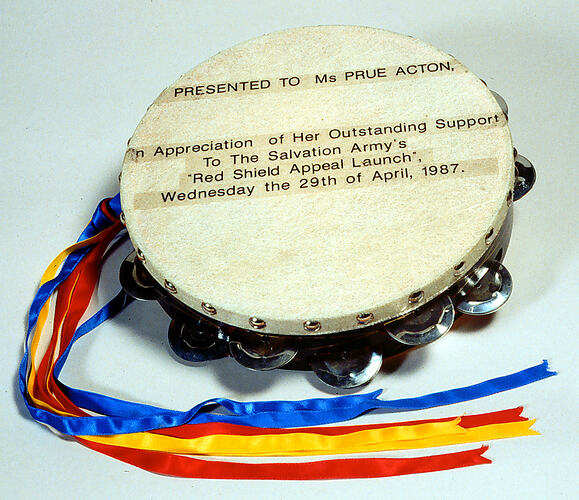 PRESENTED TO Ms PRUE ACTON,
n Appreciation of Her Outstanding Support
To The Salvation Army's
"Red Shield Appeal Launch",
Wednesday the 29th of April, 1987.